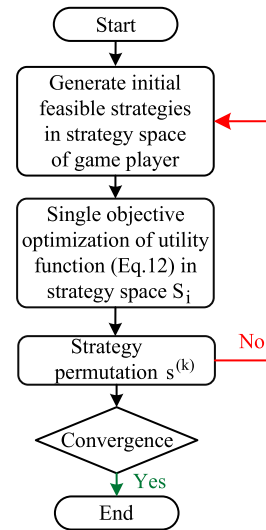 Start
Generate initial
feasible strategies
in strategy space
of game player
Single objective
optimization of utility
function (Eq.12) in
strategy space Sᵢ
Strategy
permutation s⁽ᵏ⁾
No
Convergence
Yes
End